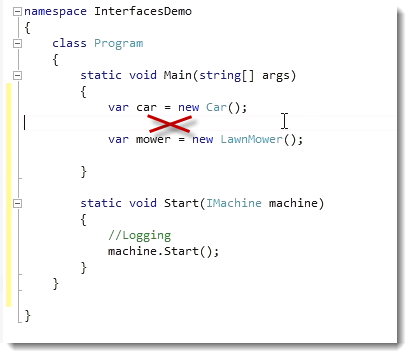 namespace InterfacesDemo
{
class Program
{
static void Main(string[] args)
{
var car = new Car();
var mower = new LawnMower();
}
static void Start(IMachine machine)
{
//Logging
machine.Start();
}
}
}